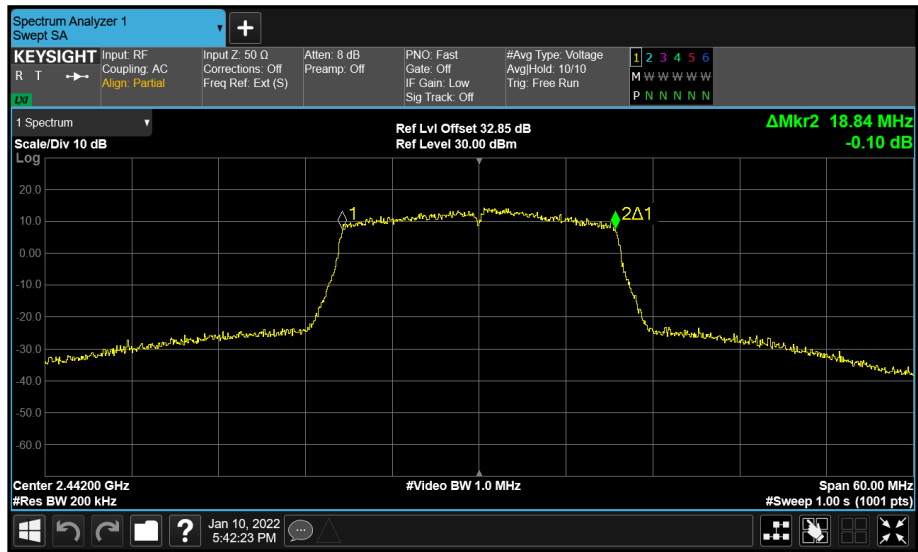 Spectrum Analyzer 1
Swept SA
KEYSIGHT
R T
LXI
Input: RF
Coupling: AC
Align: Partial
Input Z: 50 Ω
Corrections: Off
Freq Ref: Ext (S)
Atten: 8 dB
Preamp: Off
PNO: Fast
Gate: Off
IF Gain: Low
Sig Track: Off
#Avg Type: Voltage
Avg|Hold: 10/10
Trig: Free Run
1 2 3 4 5 6
M W W W W W
P N N N N N
1 Spectrum
Scale/Div 10 dB
Ref Lvl Offset 32.85 dB
Ref Level 30.00 dBm
ΔMkr2 18.84 MHz
-0.10 dB
Log
20.0
10.0
0.00
-10.0
-20.0
-30.0
-40.0
-50.0
-60.0
1
2Δ1
Center 2.44200 GHz
#Res BW 200 kHz
#Video BW 1.0 MHz
Span 60.00 MHz
#Sweep 1.00 s (1001 pts)
?
Jan 10, 2022
5:42:23 PM